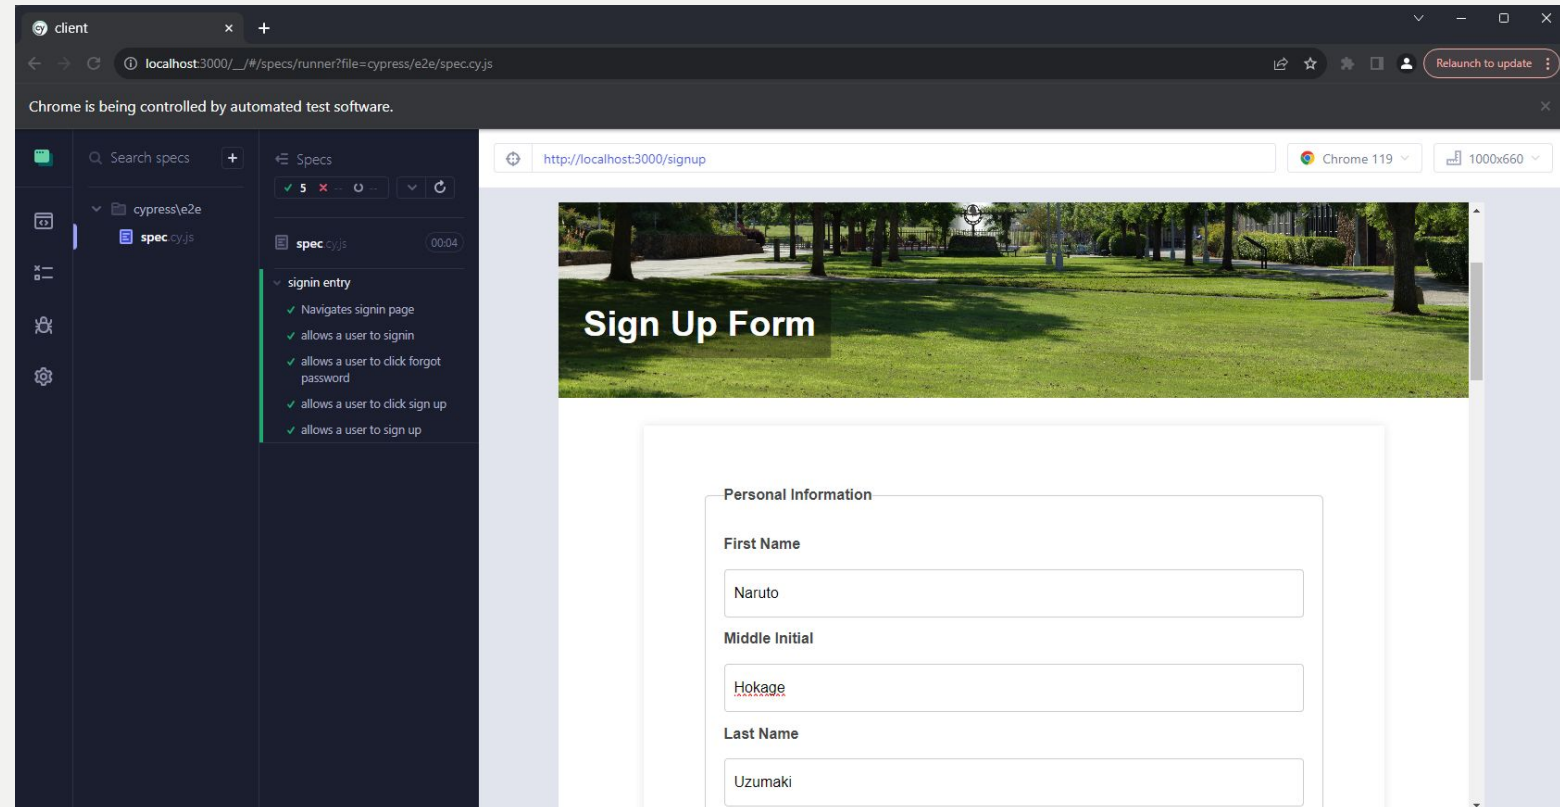 client
localhost:3000/__/#/specs/runner?file=cypress/e2e/spec.cy.js
Relaunch to update
Chrome is being controlled by automated test software.
Search specs
Specs
http://localhost:3000/signup
Chrome 119
1000x660
5 -- --
cypress\e2e
spec.cy.js
spec.cy.js 00:04
signin entry
Navigates signin page
allows a user to signin
allows a user to click forgot
password
allows a user to click sign up
allows a user to sign up
Sign Up Form
Personal Information
First Name
Naruto
Middle Initial
Hokage
Last Name
Uzumaki